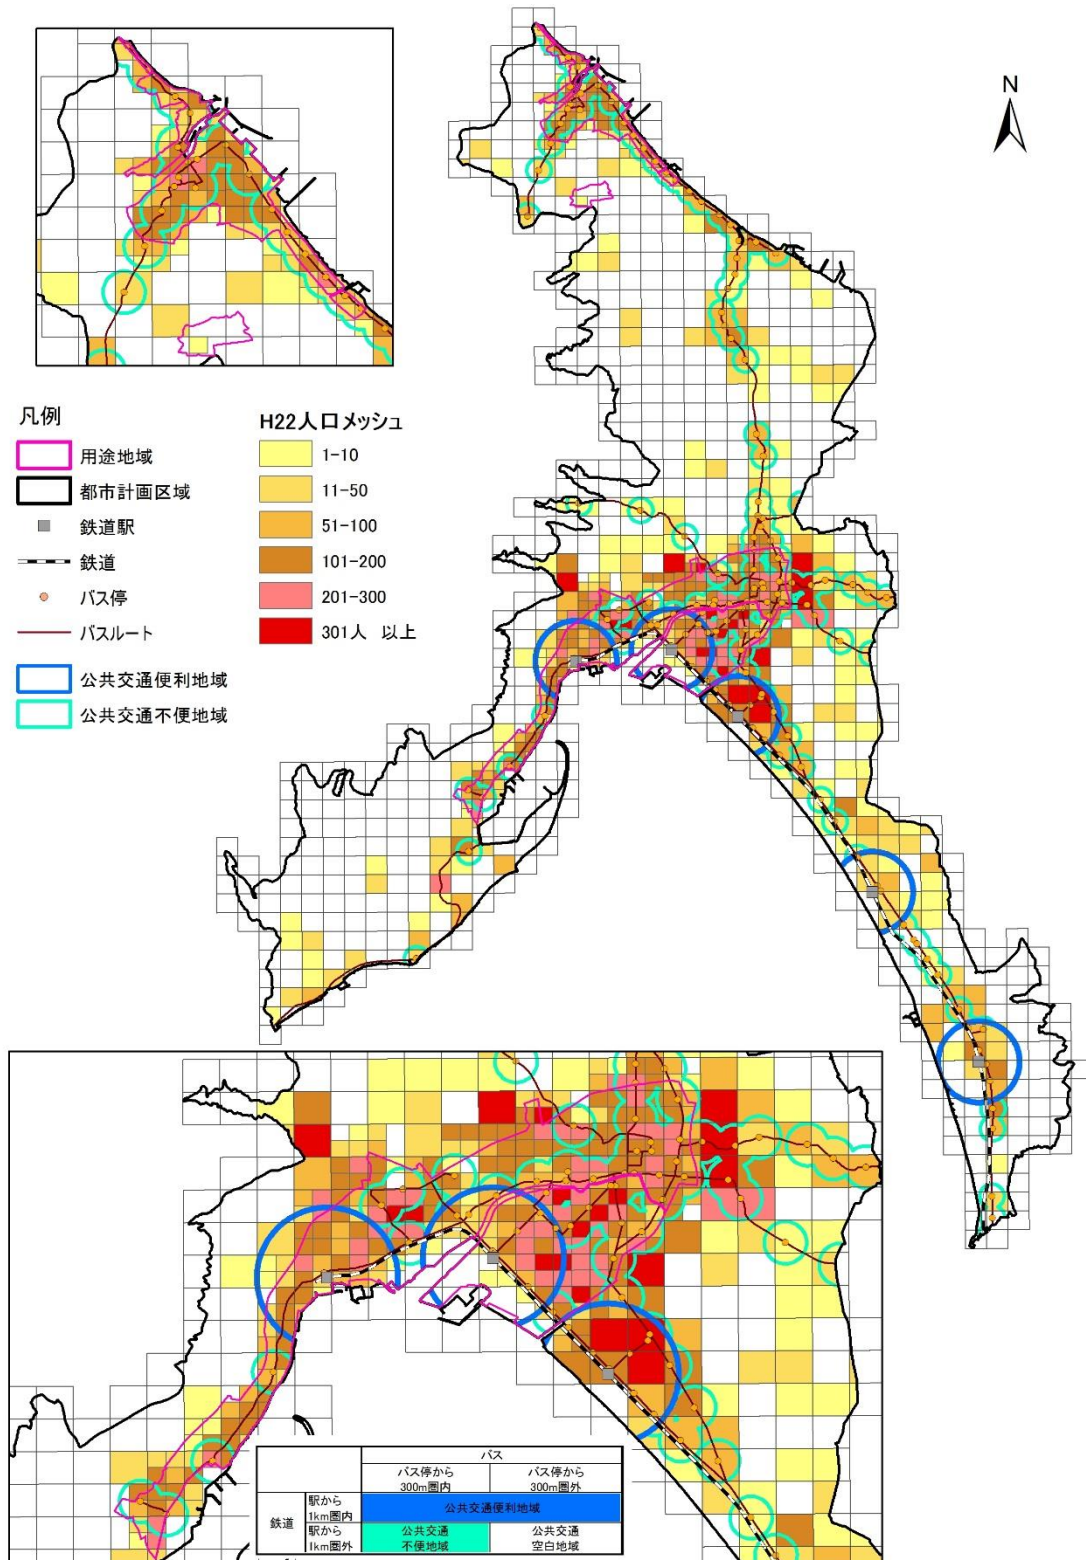 N
凡例
用途地域
都市計画区域
鉄道駅
鉄道
バス停
バスルート
公共交通便利地域
公共交通不便地域
H22人口メッシュ
1-10
11-50
51-100
101-200
201-300
301人 以上
バス
バス停から
300m圏内
バス停から
300m圏外
鉄道
駅から
1km圏内
公共交通便利地域
駅から
1km圏外
公共交通
不便地域
公共交通
空白地域